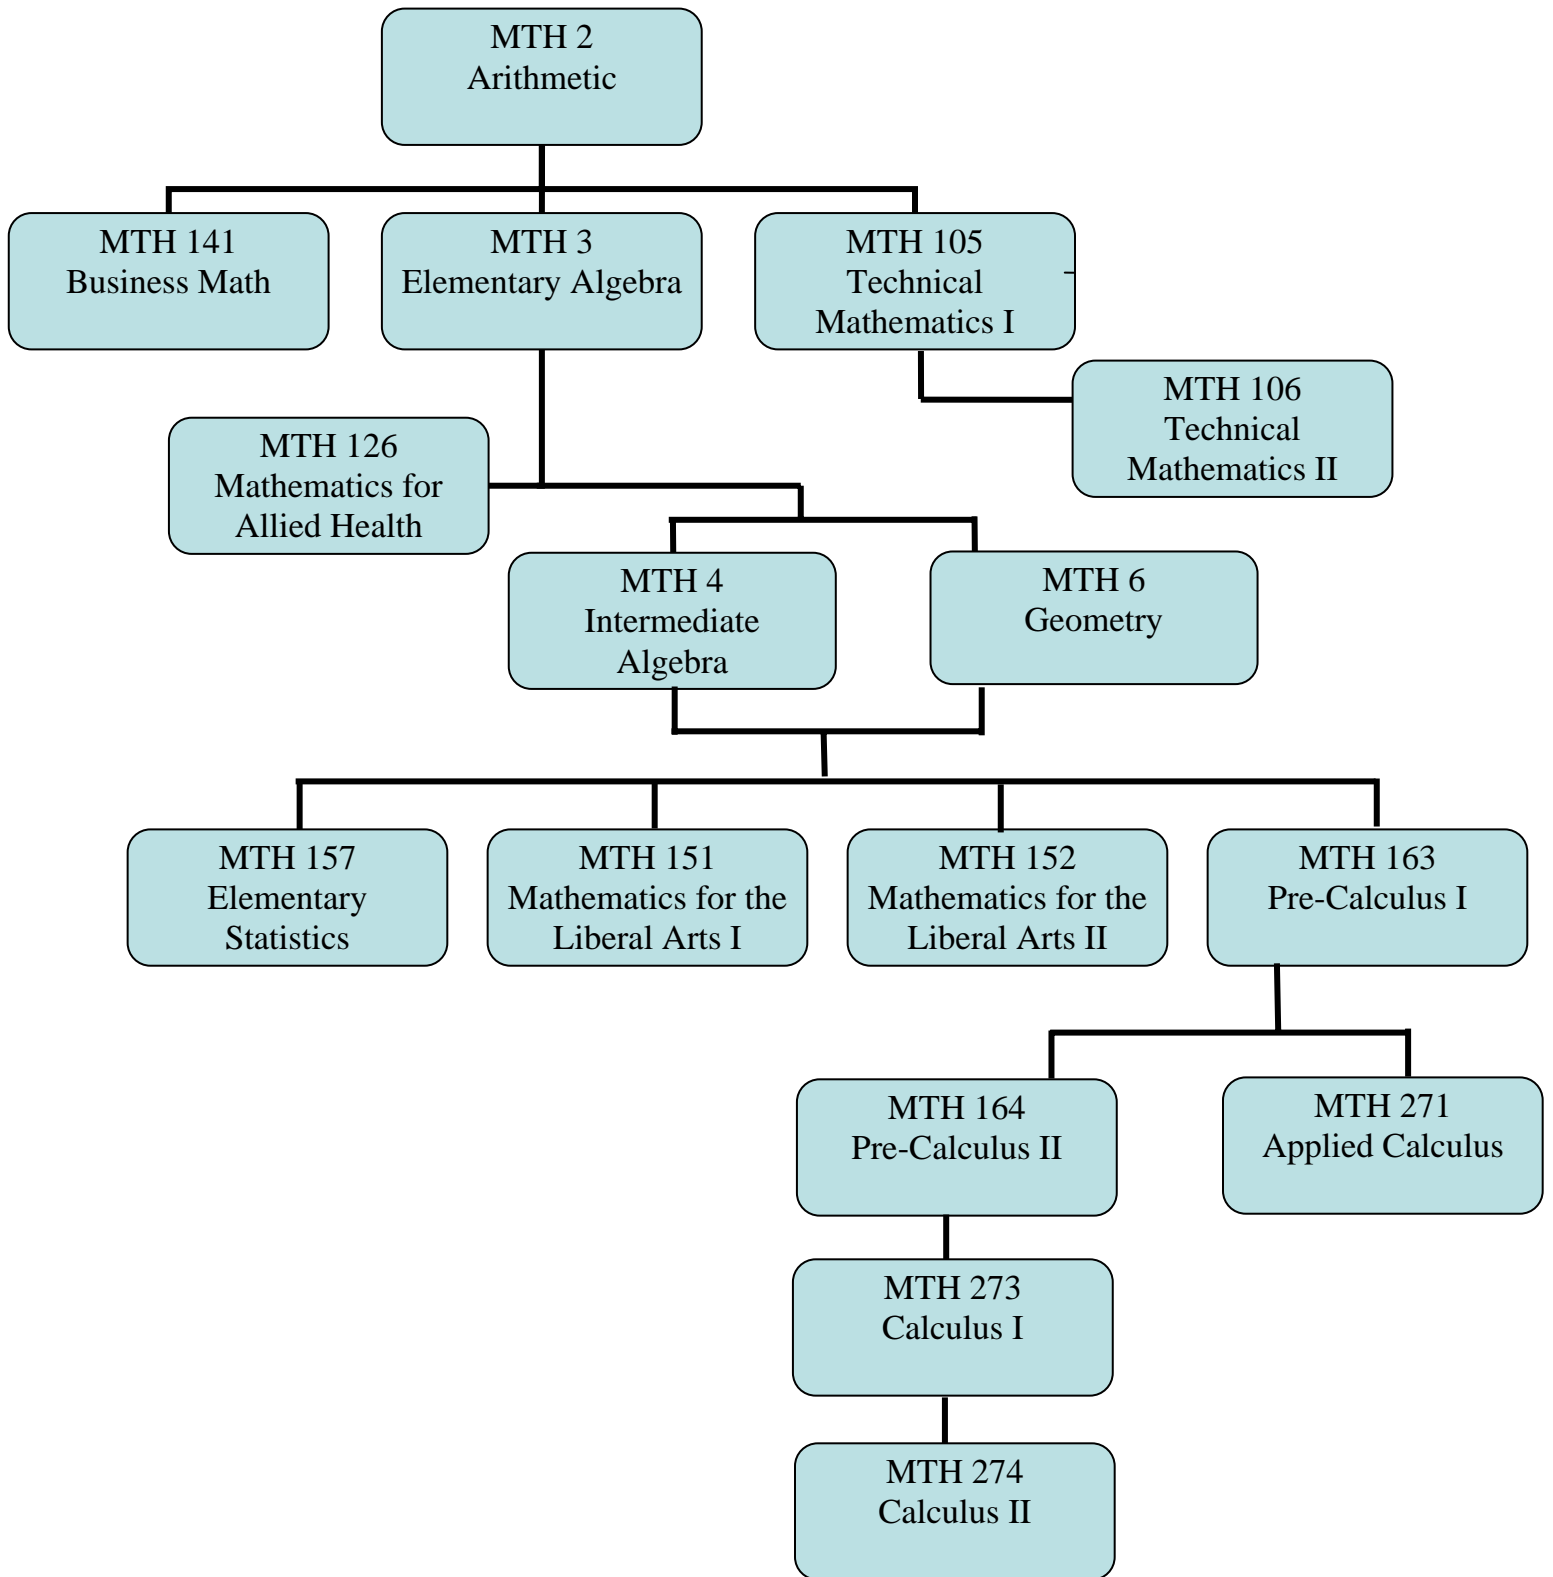 MTH 2
Arithmetic
MTH 141
Business Math
MTH 3
Elementary Algebra
MTH 105
Technical
Mathematics I
MTH 106
Technical
Mathematics II
MTH 126
Mathematics for
Allied Health
MTH 4
Intermediate
Algebra
MTH 6
Geometry
MTH 157
Elementary
Statistics
MTH 151
Mathematics for the
Liberal Arts I
MTH 152
Mathematics for the
Liberal Arts II
MTH 163
Pre-Calculus I
MTH 164
Pre-Calculus II
MTH 271
Applied Calculus
MTH 273
Calculus I
MTH 274
Calculus II